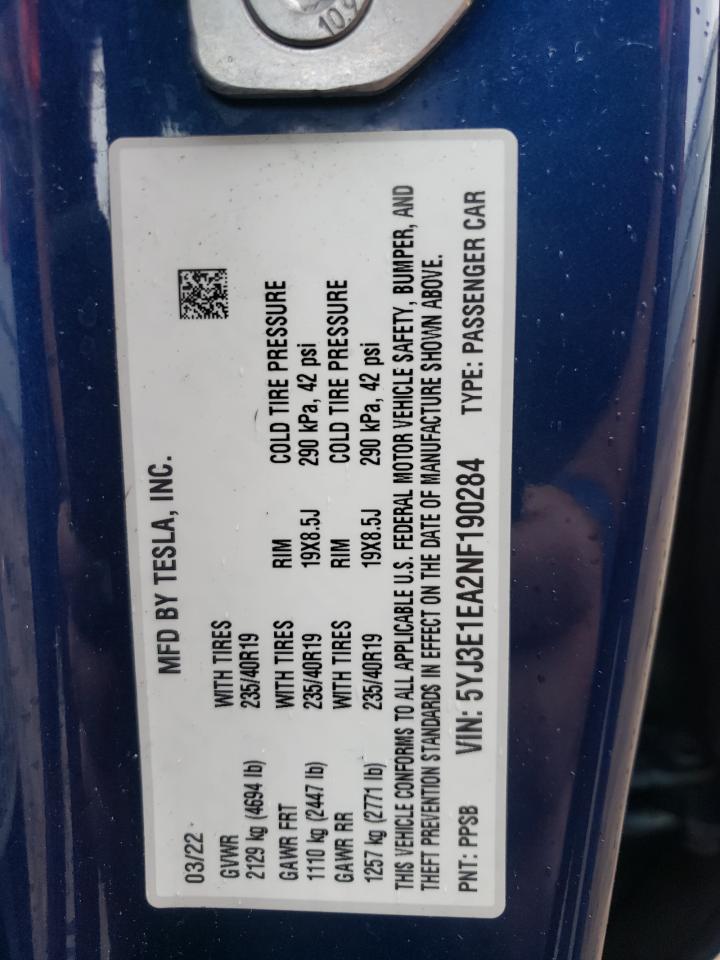 10.9
MFD BY TESLA, INC.
03/22
GVWR WITH TIRES
2129 kg (4694 lb) 235/40R19
GAWR FRT WITH TIRES RIM COLD TIRE PRESSURE
1110 kg (2447 lb) 235/40R19 19X8.5J 290 kPa, 42 psi
GAWR RR WITH TIRES RIM COLD TIRE PRESSURE
1257 kg (2771 lb) 235/40R19 19X8.5J 290 kPa, 42 psi
THIS VEHICLE CONFORMS TO ALL APPLICABLE U.S. FEDERAL MOTOR VEHICLE SAFETY, BUMPER, AND
THEFT PREVENTION STANDARDS IN EFFECT ON THE DATE OF MANUFACTURE SHOWN ABOVE.
PNT: PPSB VIN: 5YJ3E1EA2NF190284 TYPE: PASSENGER CAR